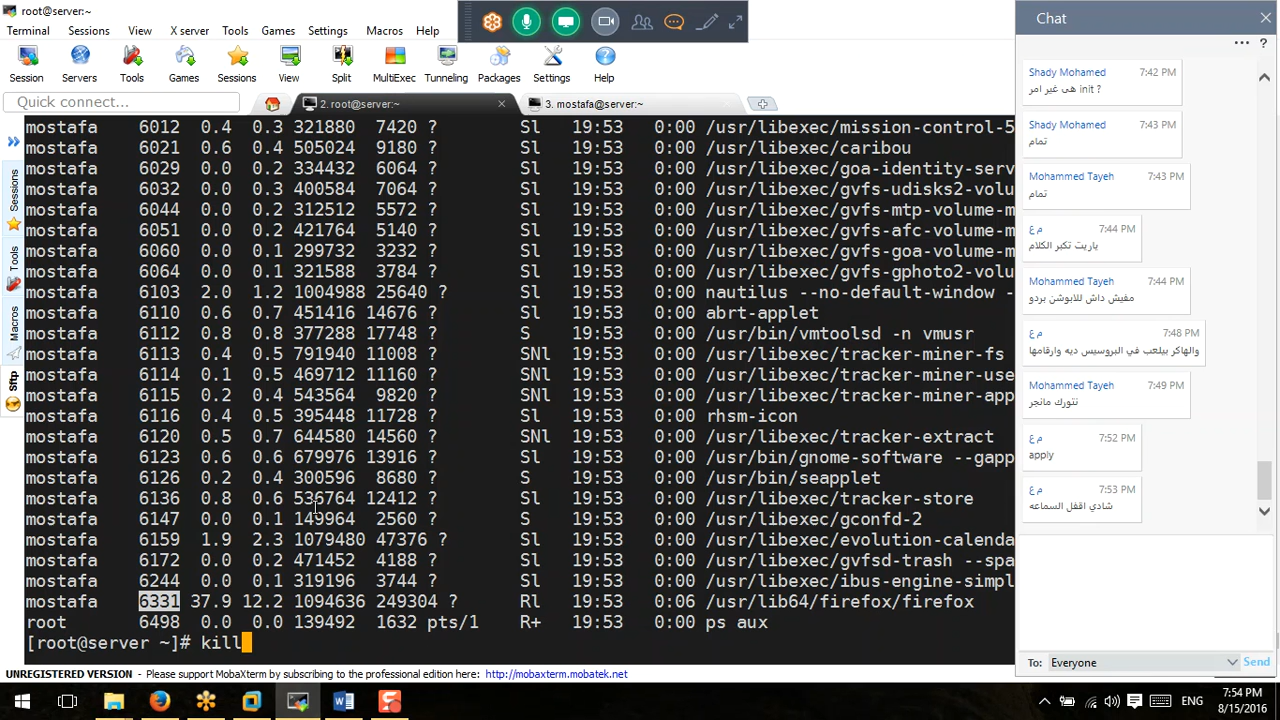 root@server:~
Terminal Sessions View X server Tools Games Settings Macros Help
Session Servers Tools Games Sessions View Split MultiExec Tunneling Packages Settings Help
Quick connect...
2. root@server:~
3. mostafa@server:~
Sessions
Tools
Macros
Sftp
mostafa 6012 0.4 0.3 321880 7420 ? Sl 19:53 0:00 /usr/libexec/mission-control-5
mostafa 6021 0.6 0.4 505024 9180 ? Sl 19:53 0:00 /usr/libexec/caribou
mostafa 6029 0.0 0.2 334432 6064 ? Sl 19:53 0:00 /usr/libexec/goa-identity-serv
mostafa 6032 0.0 0.3 400584 7064 ? Sl 19:53 0:00 /usr/libexec/gvfs-udisks2-volu
mostafa 6044 0.0 0.2 312512 5572 ? Sl 19:53 0:00 /usr/libexec/gvfs-mtp-volume-m
mostafa 6051 0.0 0.2 421764 5140 ? Sl 19:53 0:00 /usr/libexec/gvfs-afc-volume-m
mostafa 6060 0.0 0.1 299732 3232 ? Sl 19:53 0:00 /usr/libexec/gvfs-goa-volume-m
mostafa 6064 0.0 0.1 321588 3784 ? Sl 19:53 0:00 /usr/libexec/gvfs-gphoto2-volu
mostafa 6103 2.0 1.2 1004988 25640 ? Sl 19:53 0:00 nautilus --no-default-window -
mostafa 6110 0.6 0.7 451416 14676 ? Sl 19:53 0:00 abrt-applet
mostafa 6112 0.8 0.8 377288 17748 ? S 19:53 0:00 /usr/bin/vmtoolsd -n vmusr
mostafa 6113 0.4 0.5 791840 11008 ? SNl 19:53 0:00 /usr/libexec/tracker-miner-fs
mostafa 6114 0.1 0.5 469712 11160 ? SNl 19:53 0:00 /usr/libexec/tracker-miner-use
mostafa 6115 0.2 0.4 543564 9820 ? SNl 19:53 0:00 /usr/libexec/tracker-miner-app
mostafa 6116 0.4 0.5 395448 11728 ? Sl 19:53 0:00 rhsm-icon
mostafa 6120 0.5 0.7 644580 14560 ? SNl 19:53 0:00 /usr/libexec/tracker-extract
mostafa 6123 0.6 0.6 679976 13916 ? Sl 19:53 0:00 /usr/bin/gnome-software --gapp
mostafa 6126 0.2 0.4 300596 8680 ? S 19:53 0:00 /usr/bin/seapplet
mostafa 6136 0.8 0.6 536764 12412 ? Sl 19:53 0:00 /usr/libexec/tracker-store
mostafa 6147 0.0 0.1 149964 2560 ? S 19:53 0:00 /usr/libexec/gconfd-2
mostafa 6159 1.9 2.3 1079480 47376 ? Sl 19:53 0:00 /usr/libexec/evolution-calenda
mostafa 6172 0.0 0.2 471452 4188 ? Sl 19:53 0:00 /usr/libexec/gvfsd-trash --spa
mostafa 6244 0.0 0.1 319196 3744 ? Sl 19:53 0:00 /usr/libexec/ibus-engine-simpl
mostafa 6331 37.9 12.2 1094636 249304 ? Rl 19:53 0:06 /usr/lib64/firefox/firefox
root 6498 0.0 0.0 139492 1632 pts/1 R+ 19:53 0:00 ps aux
[root@server ~]# kill
UNREGISTERED VERSION - Please support MobaXterm by subscribing to the professional edition here: http://mobaxterm.mobatek.net
Chat
Shady Mohamed 7:42 PM
هى غير امر init ?
Shady Mohamed 7:43 PM
تمام
Mohammed Tayeh 7:43 PM
تمام
م ع 7:44 PM
ياريت تكبر الكلام
Mohammed Tayeh 7:44 PM
مفيش داش للابوشن بردو
م ع 7:48 PM
والهاكر بيلعب في البروسيس ديه وارقامها
Mohammed Tayeh 7:49 PM
نتورك مانجر
م ع 7:52 PM
apply
م ع 7:53 PM
شادي اقفل السماعه
To: Everyone Send
ENG
7:54 PM
8/15/2016